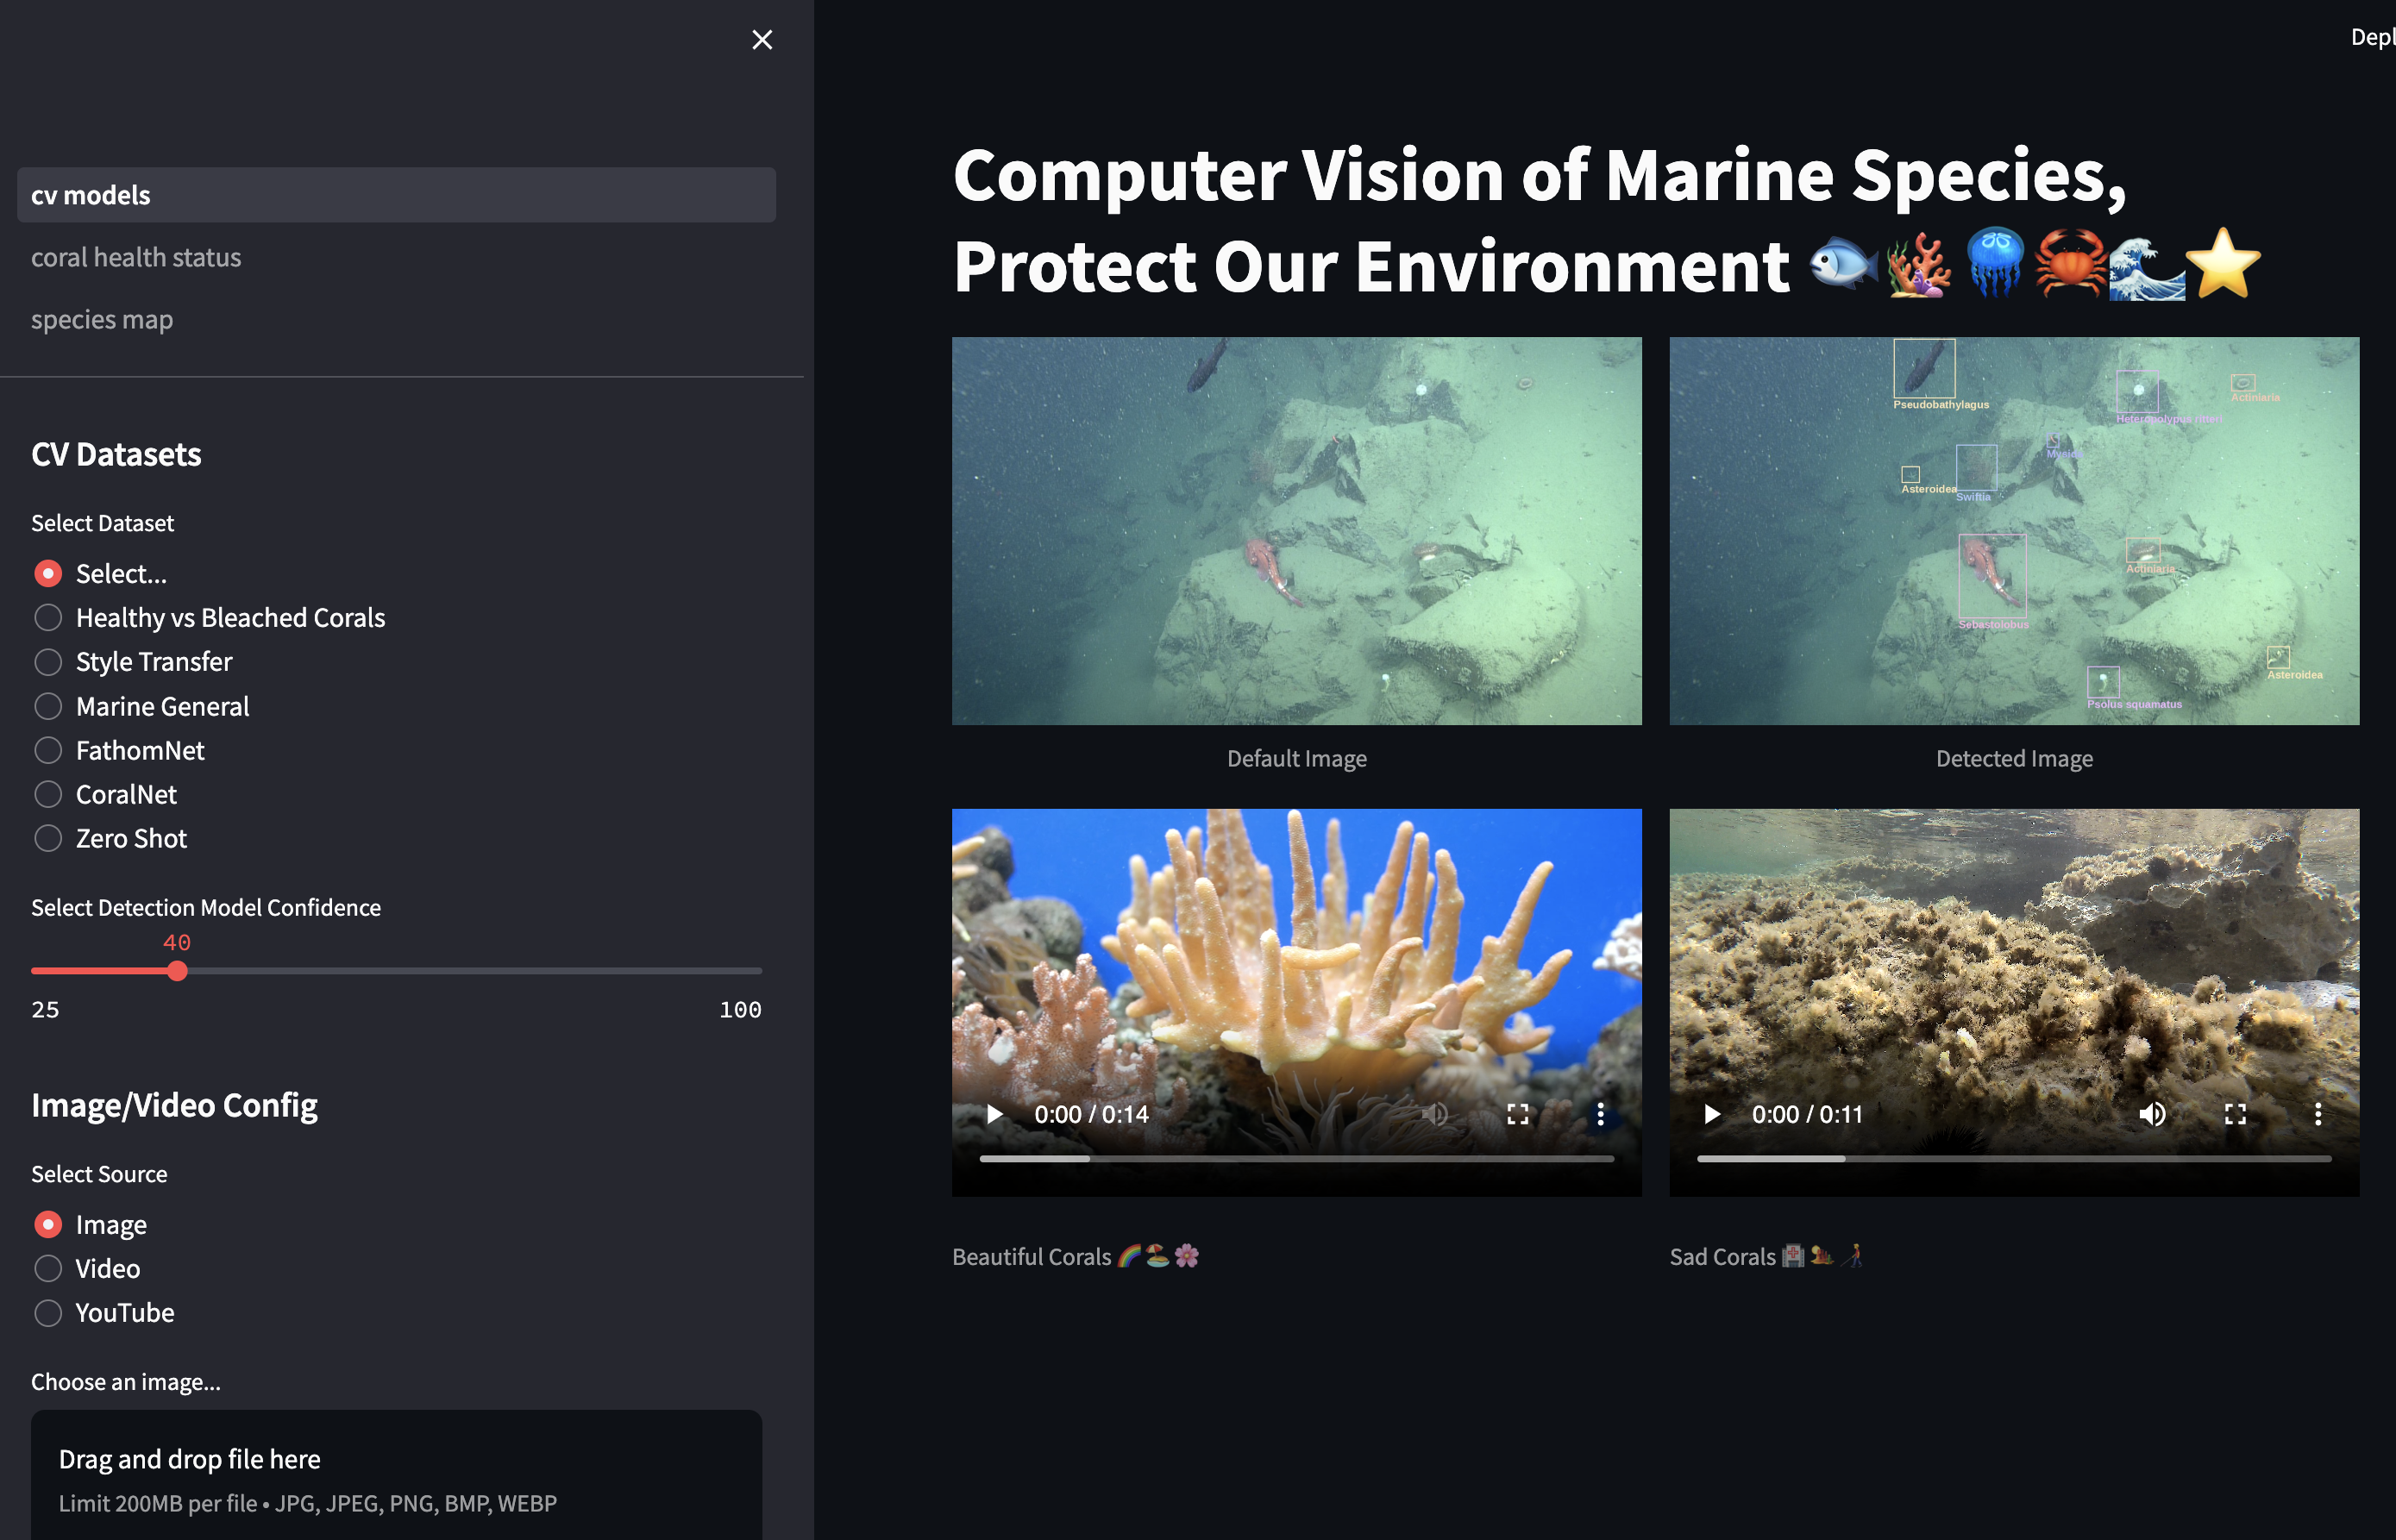 Depl
cv models
coral health status
species map
CV Datasets
Select Dataset
Select...
Healthy vs Bleached Corals
Style Transfer
Marine General
FathomNet
CoralNet
Zero Shot
Select Detection Model Confidence
40
25 100
Image/Video Config
Select Source
Image
Video
YouTube
Choose an image...
Drag and drop file here
Limit 200MB per file • JPG, JPEG, PNG, BMP, WEBP
Computer Vision of Marine Species,
Protect Our Environment 🐟🪸🪼🦀🌊⭐
Pseudobathylagus
Actiniaria
Heteropolypus ritteri
Mysida
Asteroidea
Swiftia
Actiniaria
Sebastolobus
Asteroidea
Psolus squamatus
Default Image
Detected Image
0:00 / 0:14
0:00 / 0:11
Beautiful Corals 🌈🏖️🌸
Sad Corals